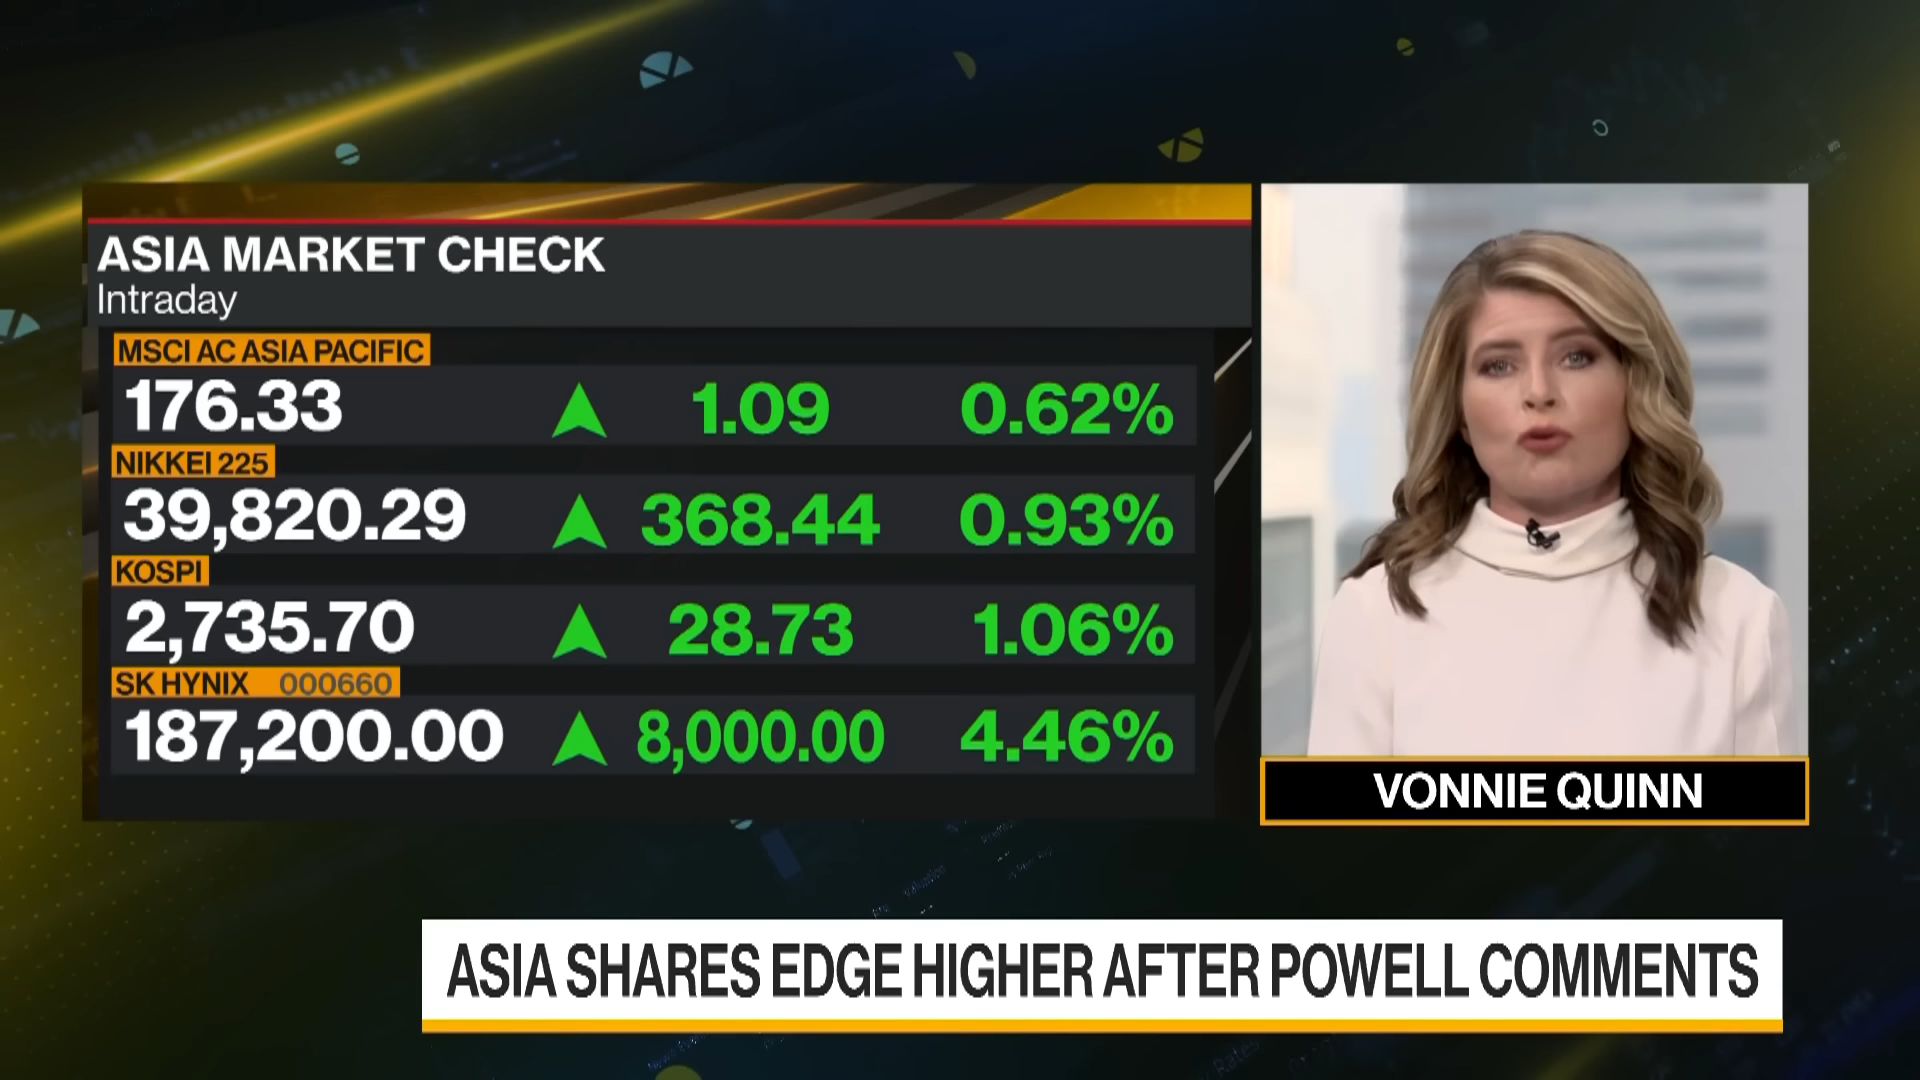 ASIA MARKET CHECK
Intraday
MSCI AC ASIA PACIFIC
176.33 ▲ 1.09 0.62%
NIKKEI 225
39,820.29 ▲ 368.44 0.93%
KOSPI
2,735.70 ▲ 28.73 1.06%
SK HYNIX 000660
187,200.00 ▲ 8,000.00 4.46%
VONNIE QUINN
Valuation
ASIA SHARES EDGE HIGHER AFTER POWELL COMMENTS
Rates